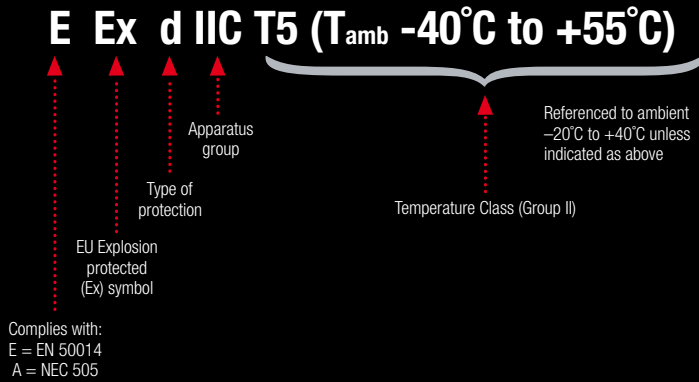 E Ex d IIC T5 (Tamb -40˚C to +55˚C)
Referenced to ambient
–20˚C to +40˚C unless
indicated as above
Apparatus
group
Type of
protection
Temperature Class (Group II)
EU Explosion
protected
(Ex) symbol
Complies with:
E = EN 50014
A = NEC 505